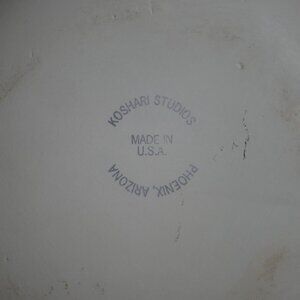 KOSHARI STUDIOS
MADE IN
U.S.A.
PHOENIX, ARIZONA